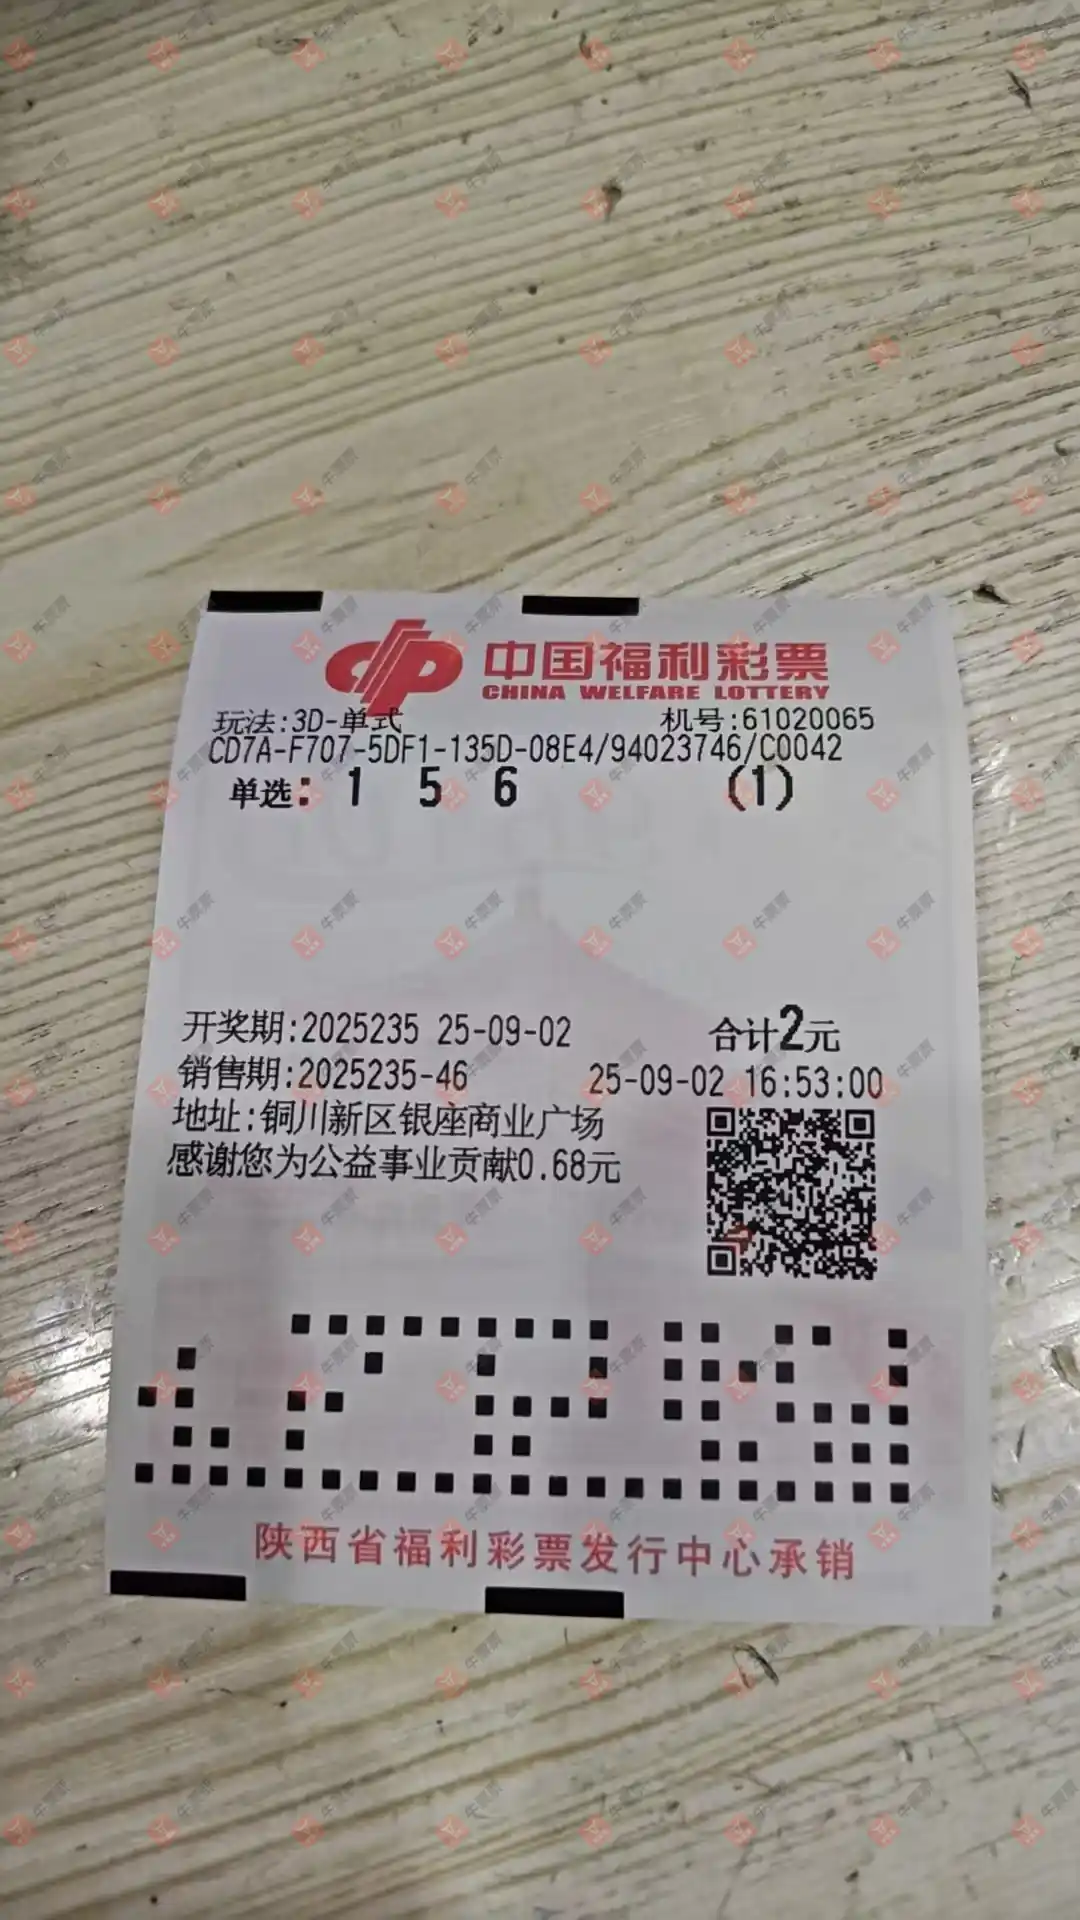 中国福利彩票
CHINA WELFARE LOTTERY
玩法:3D-单式 机号:61020065
CD7A-F707-5DF1-135D-08E4/94023746/C0042
单选: 1 5 6 (1)
开奖期:2025235 25-09-02 合计2元
销售期:2025235-46 25-09-02 16:53:00
地址:铜川新区银座商业广场
感谢您为公益事业贡献0.68元
陕西省福利彩票发行中心承销
牛票票